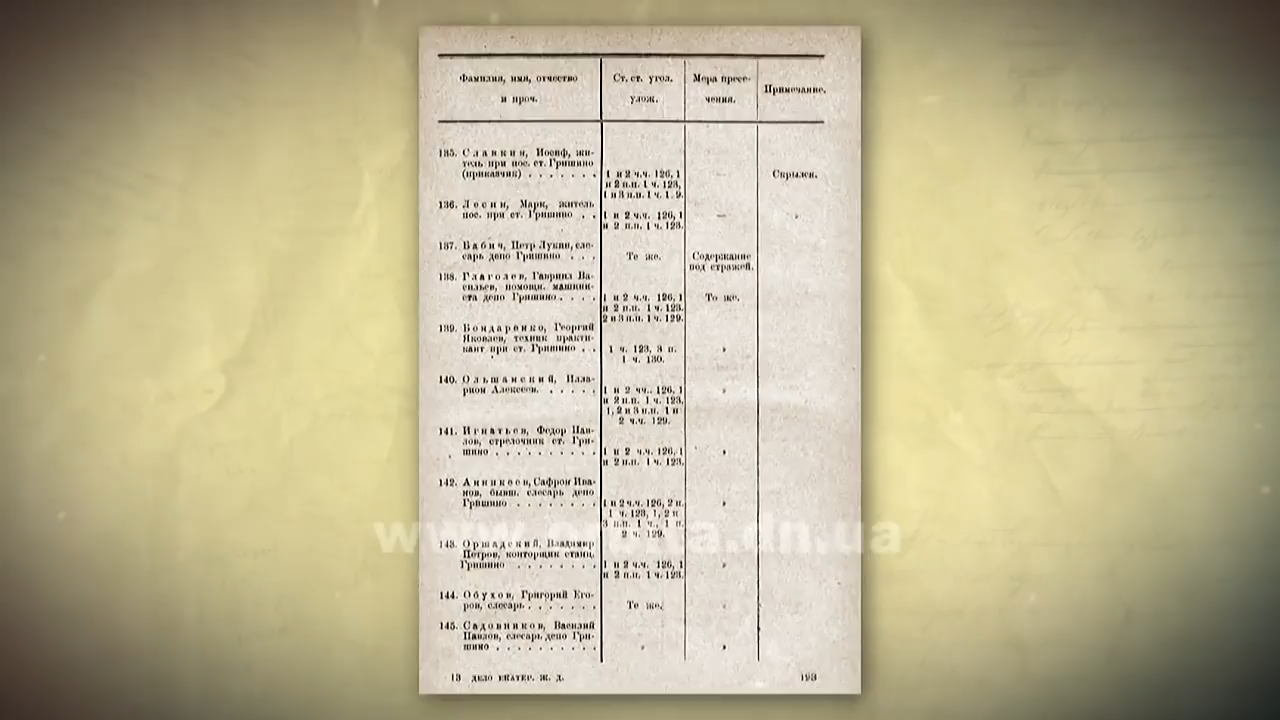 Фамилия, имя, отчество
и проч.
Ст. ст. угол.
улож.
Мера пресе-
чения.
Примечание.
135. Славкин, Иосиф, жи-
тель при пос. ст. Гришино
(приказчик) . . . . . . .
1 и 2 ч.ч. 126, 1
и 2 п.п. 1 ч. 123,
1 и 3 п.п. 1 ч. 1 9.
—
Скрылся.
136. Лосин, Марк, житель
пос. при ст. Гришино . .
1 и 2 ч.ч. 126, 1
и 2 п.п. 1 ч. 123.
—
»
137. Бабич, Петр Лукин, сле-
сарь депо Гришино . . .
То же.
Содержание
под стражей.
138. Глаголев, Гавриил Ва-
сильев, помощн. машини-
ста депо Гришино . . . .
1 и 2 ч.ч. 126, 1
и 2 п.п. 1 ч. 123.
2 и 3 п.п. 1 ч. 129.
То же.
139. Бондаренко, Георгий
Яковлев, техник практи-
кант при ст. Гришино . .
1 ч. 123, 3 п.
1 ч. 130.
»
140. Ольшанский, Илла-
рион Алексеев. . . . . .
1 и 2 ч.ч. 126, 1
и 2 п.п. 1 ч. 123,
1, 2 и 3 п.п. 1 и
2 ч.ч. 129.
»
141. Игнатьев, Федор Пав-
лов, стрелочник ст. Гри-
шино . . . . . . . . . .
1 и 2 ч.ч. 126, 1
и 2 п.п. 1 ч. 123.
»
142. Аникеев, Сафрон Ива-
нов, бывш. слесарь депо
Гришино . . . . . . . .
1 и 2 ч.ч. 126, 2 п.
1 ч. 123, 1, 2 и
3 п.п. 1 ч., 1 п.
2 ч. 129.
»
143. Оршадский, Владимир
Петров, конторщик станц.
Гришино . . . . . . . .
1 и 2 ч.ч. 126, 1
и 2 п.п. 1 ч. 123.
»
144. Обухов, Григорий Его-
ров, слесарь . . . . . . .
То же.
»
145. Садовников, Василий
Павлов, слесарь депо Гри-
шино . . . . . . . . . .
»
»
13 ДЕЛО ЕКАТЕР. Ж. Д.
193